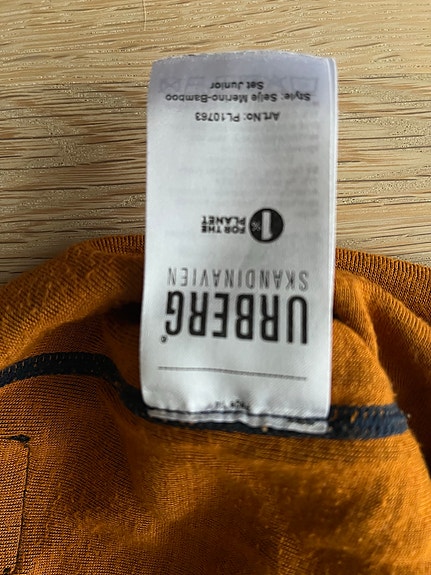 URBERG®
SKANDINAVIEN
1% FOR THE
PLANET
Art.No: PL10763
Style: Selje Merino-Bamboo
Set Junior